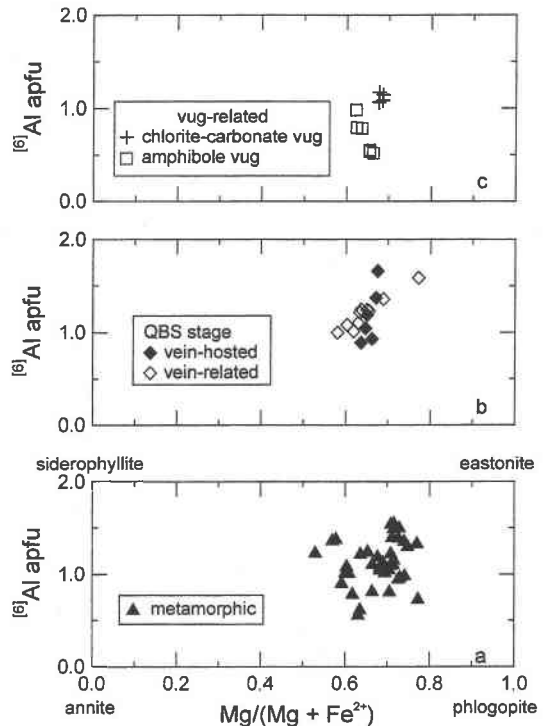 2.0
1.0
0.0
[6]Al apfu
vug-related
+ chlorite-carbonate vug
□ amphibole vug
c
2.0
1.0
0.0
[6]Al apfu
QBS stage
◆ vein-hosted
◇ vein-related
b
siderophyllite
eastonite
2.0
1.0
0.0
[6]Al apfu
▲ metamorphic
a
0.0 0.2 0.4 0.6 0.8 1.0
annite
Mg/(Mg + Fe2+)
phlogopite